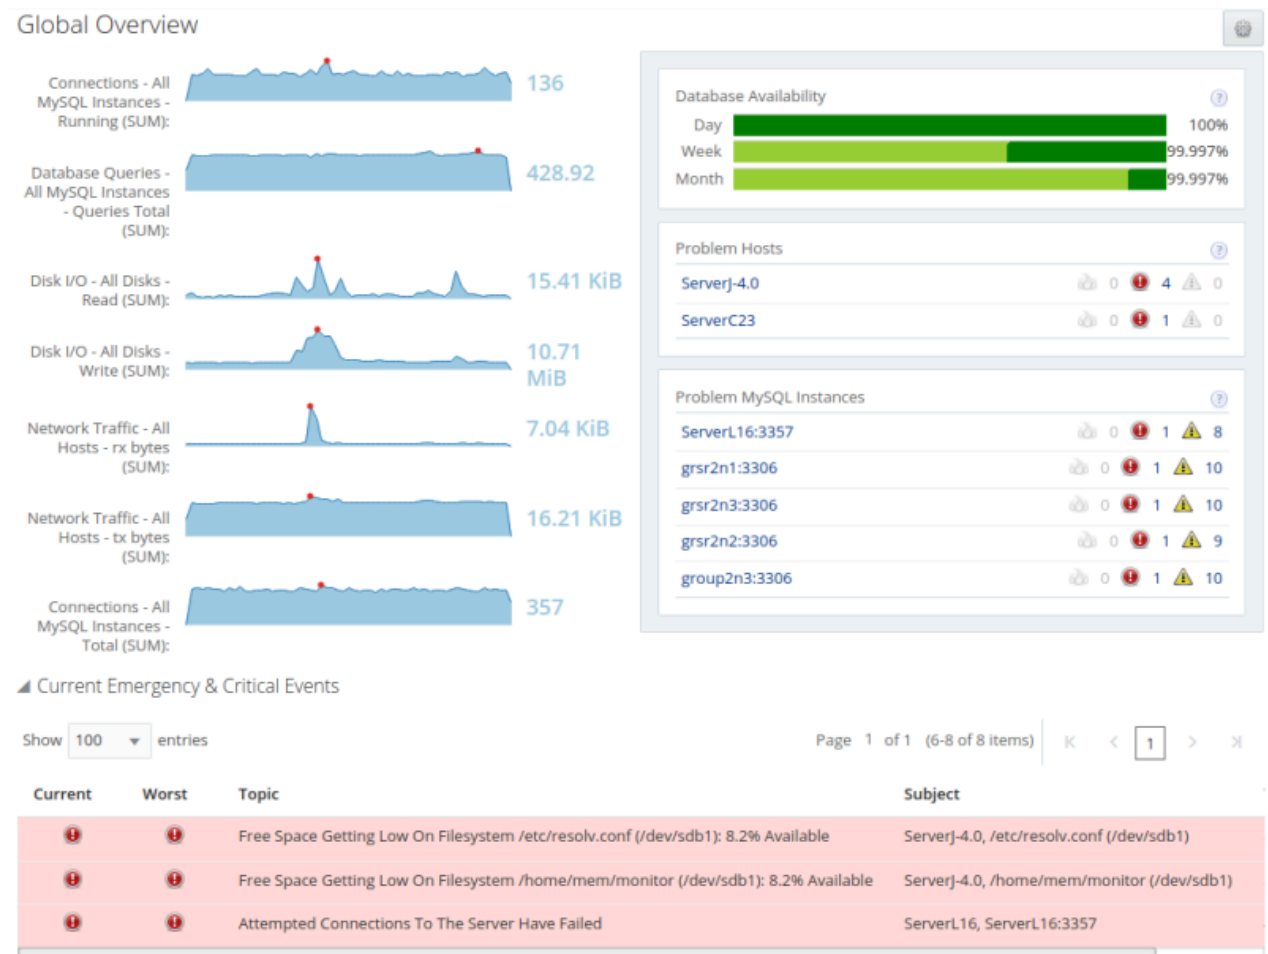 Global Overview
Connections - All
MySQL Instances -
Running (SUM):
136
Database Queries -
All MySQL Instances
- Queries Total
(SUM):
428.92
Disk I/O - All Disks -
Read (SUM):
15.41 KiB
Disk I/O - All Disks -
Write (SUM):
10.71
MiB
Network Traffic - All
Hosts - rx bytes
(SUM):
7.04 KiB
Network Traffic - All
Hosts - tx bytes
(SUM):
16.21 KiB
Connections - All
MySQL Instances -
Total (SUM):
357
Database Availability ?
Day 100%
Week 99.997%
Month 99.997%
Problem Hosts ?
ServerJ-4.0 0 4 0
ServerC23 0 1 0
Problem MySQL Instances ?
ServerL16:3357 0 1 8
grsr2n1:3306 0 1 10
grsr2n3:3306 0 1 10
grsr2n2:3306 0 1 9
group2n3:3306 0 1 10
Current Emergency & Critical Events
Show 100 entries
Page 1 of 1 (6-8 of 8 items) 1
Current Worst Topic Subject
Free Space Getting Low On Filesystem /etc/resolv.conf (/dev/sdb1): 8.2% Available ServerJ-4.0, /etc/resolv.conf (/dev/sdb1)
Free Space Getting Low On Filesystem /home/mem/monitor (/dev/sdb1): 8.2% Available ServerJ-4.0, /home/mem/monitor (/dev/sdb1)
Attempted Connections To The Server Have Failed ServerL16, ServerL16:3357